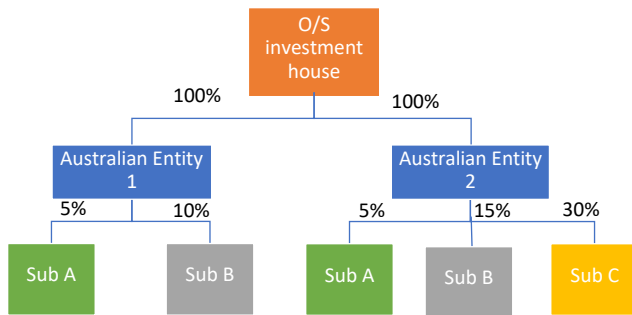 O/S
investment
house
100%
100%
Australian Entity
1
Australian Entity
2
5%
10%
5%
15%
30%
Sub A
Sub B
Sub A
Sub B
Sub C